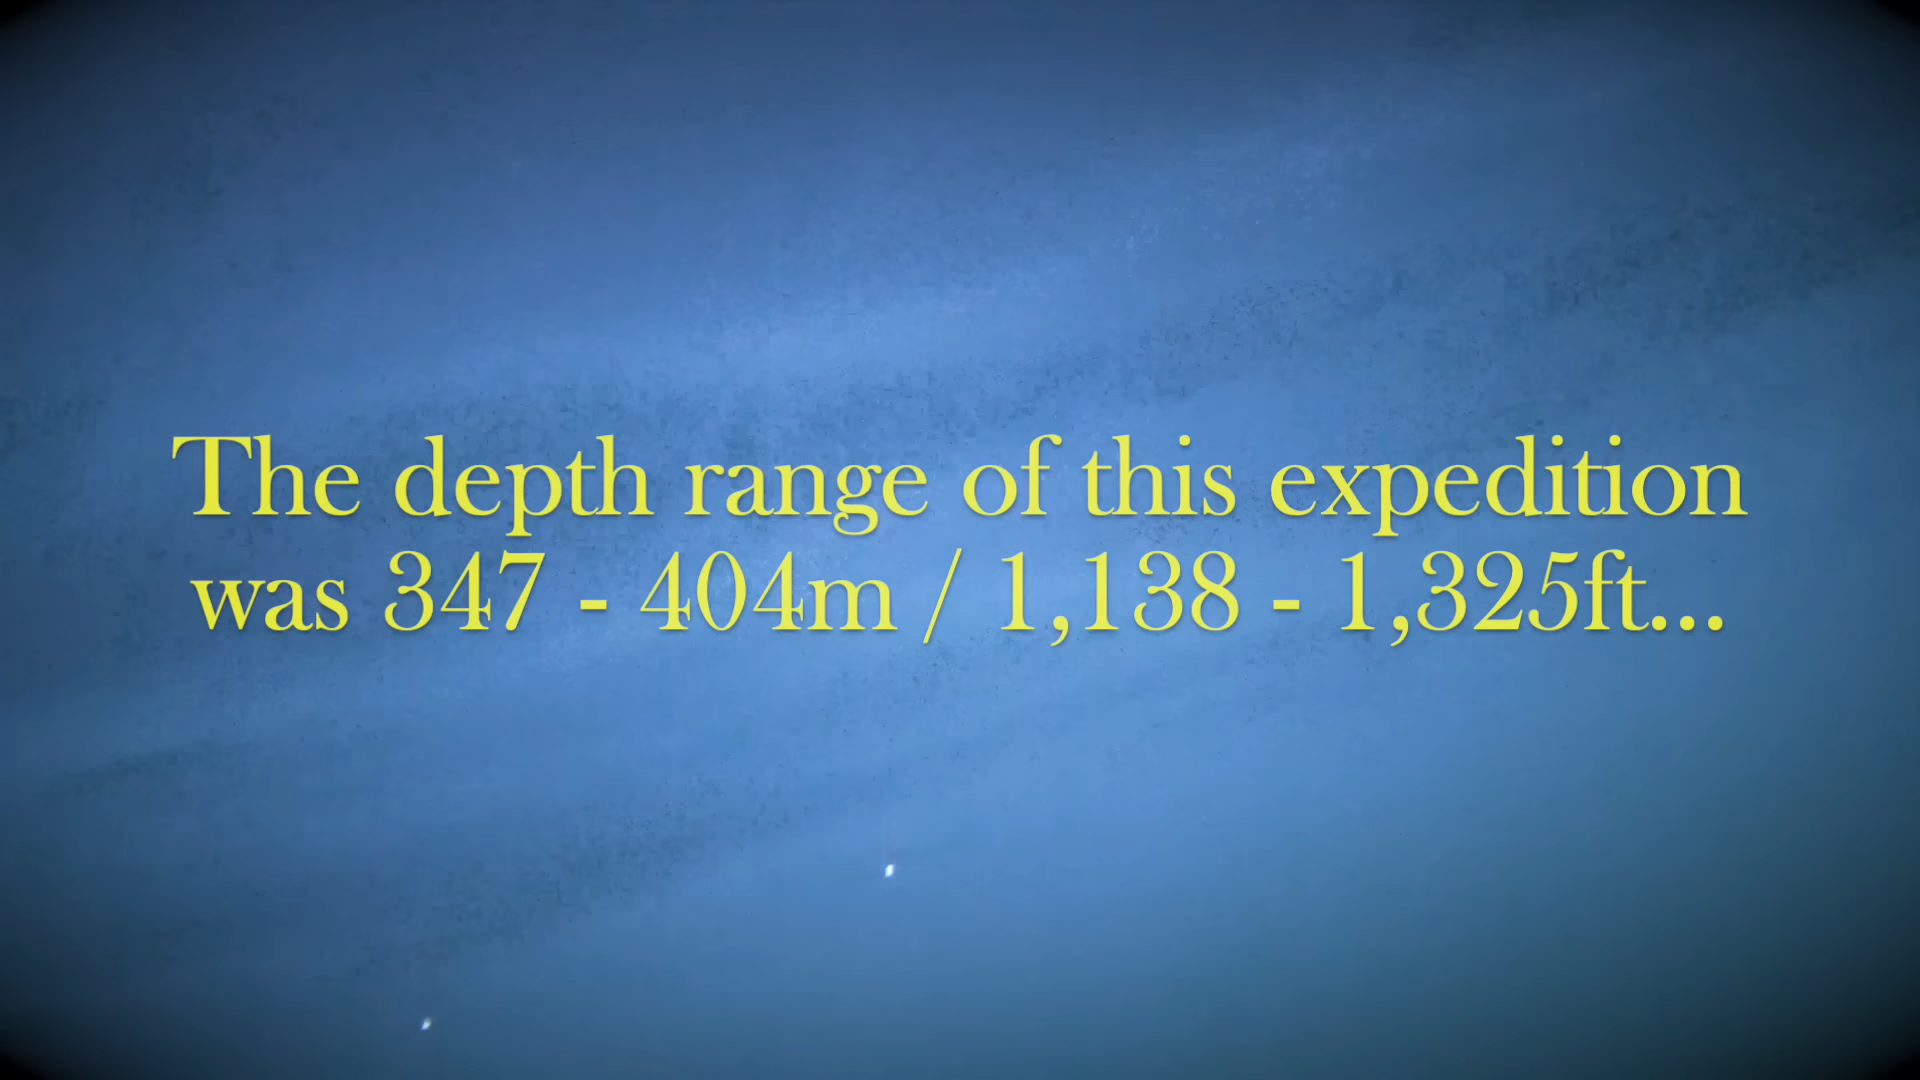 The depth range of this expedition
was 347 - 404m / 1,138 - 1,325ft...